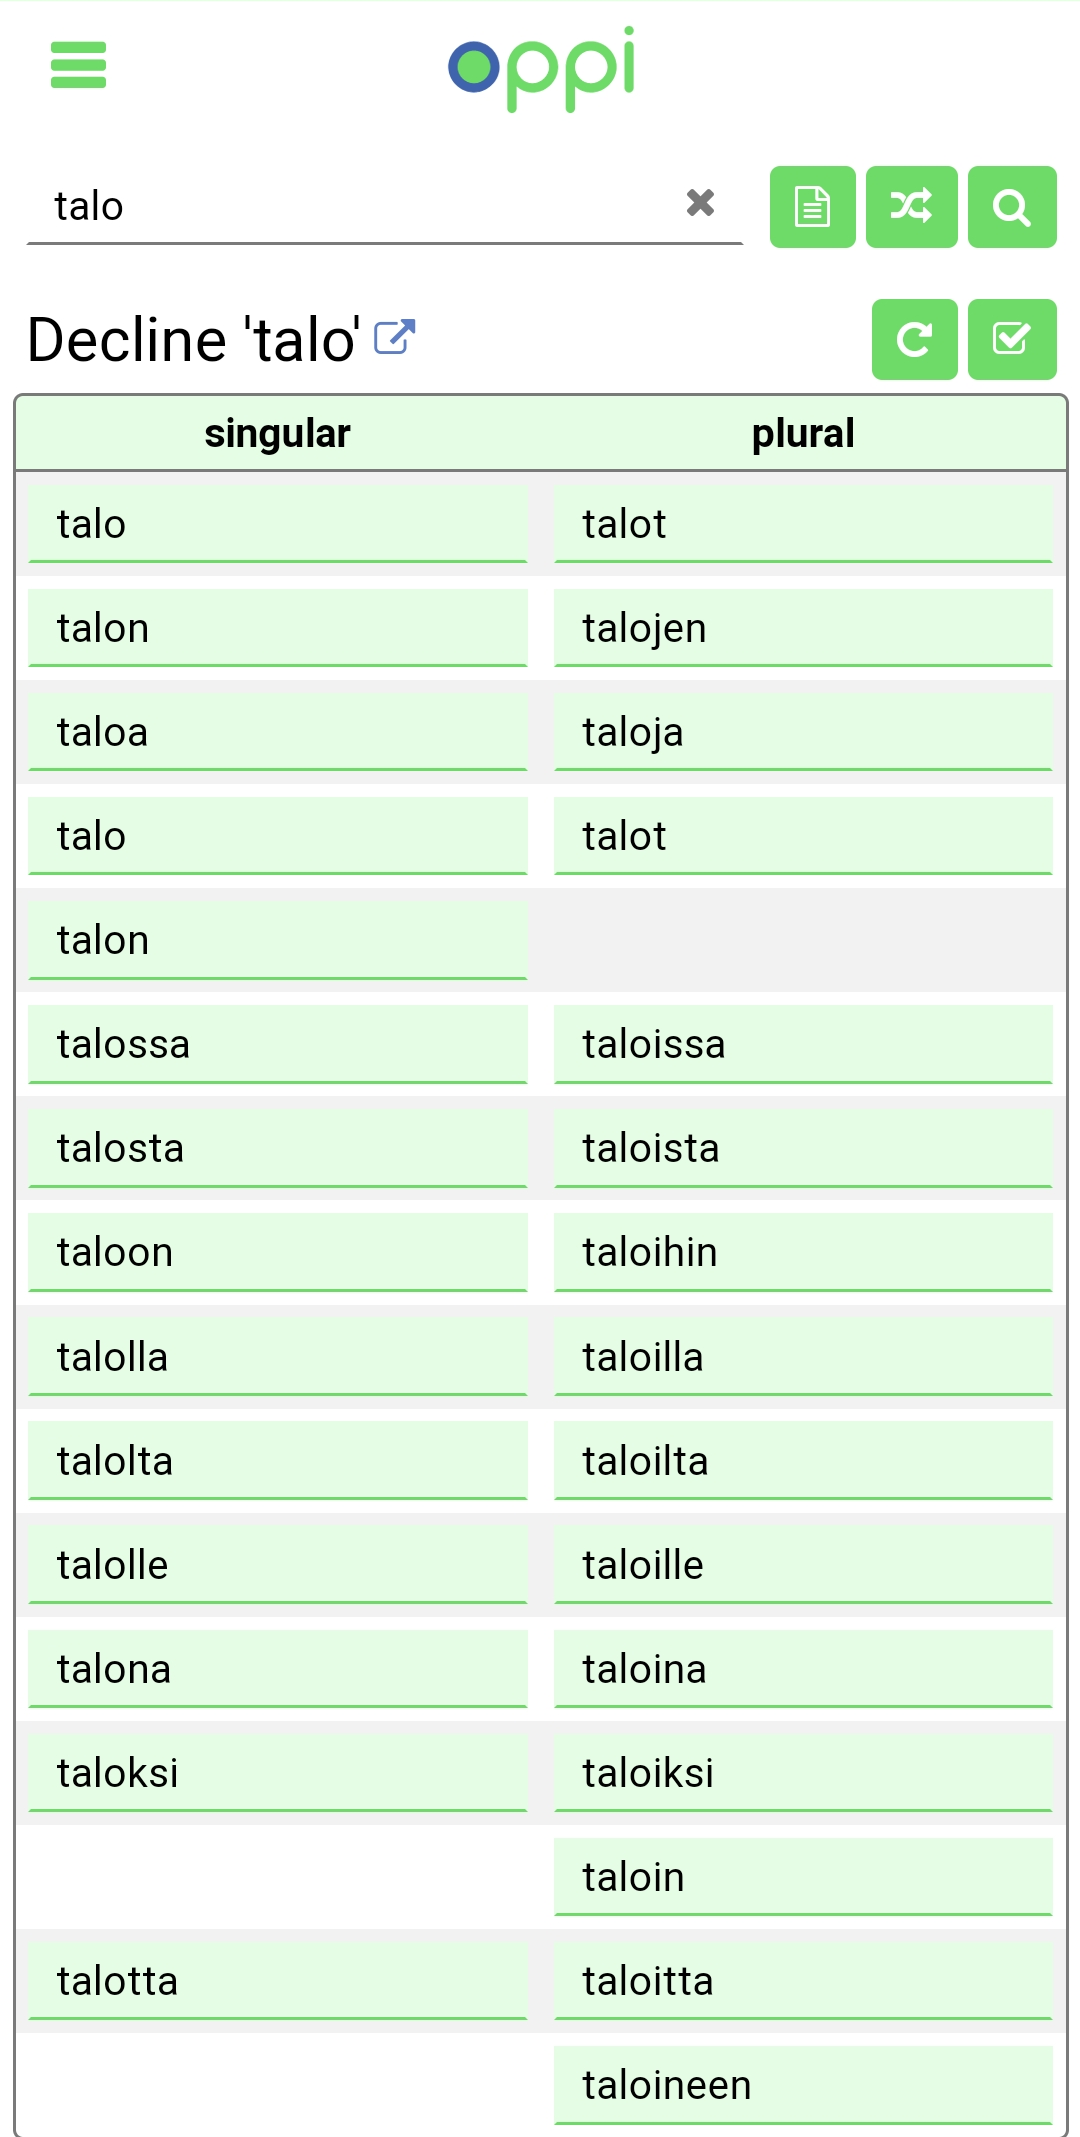 oppi
talo
Decline 'talo'
singular plural
talo talot
talon talojen
taloa taloja
talo talot
talon
talossa taloissa
talosta taloista
taloon taloihin
talolla taloilla
talolta taloilta
talolle taloille
talona taloina
taloksi taloiksi
taloin
talotta taloitta
taloineen